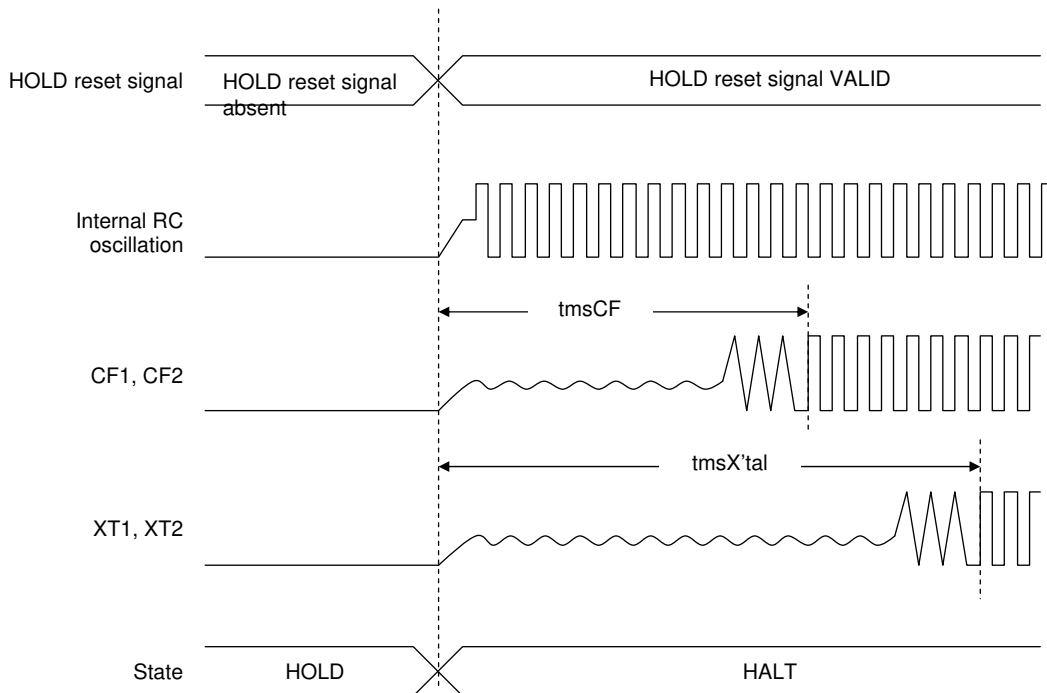 HOLD reset signal
HOLD reset signal
absent
HOLD reset signal VALID
Internal RC
oscillation
tmsCF
CF1, CF2
tmsX'tal
XT1, XT2
State
HOLD
HALT